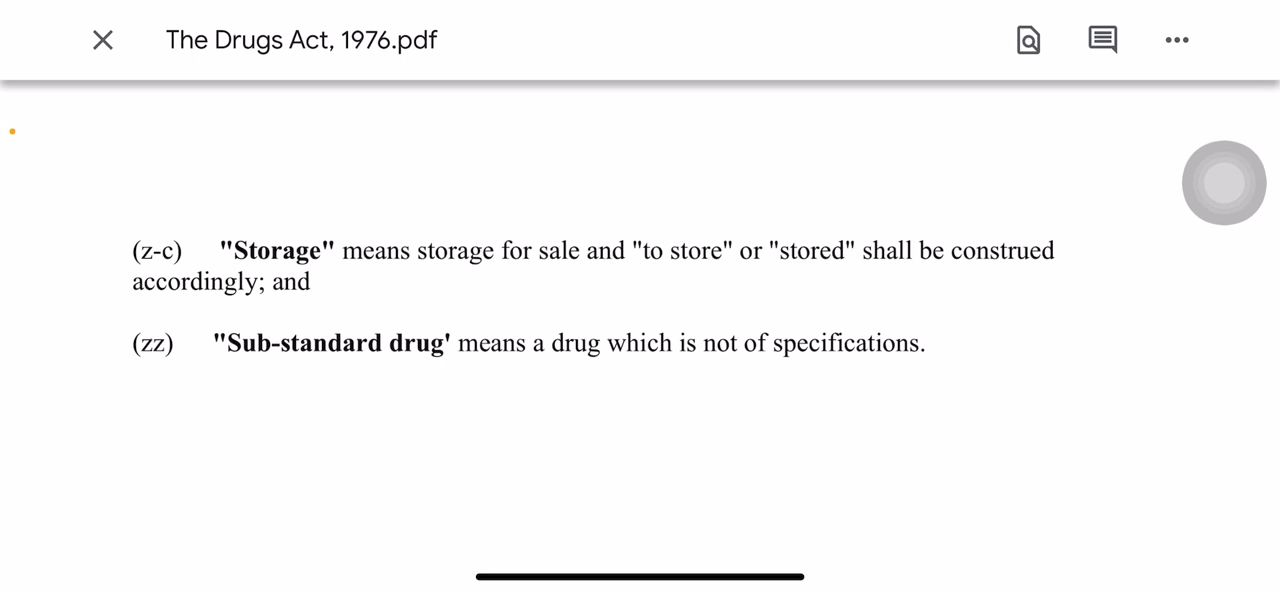 The Drugs Act, 1976.pdf
(z-c) "Storage" means storage for sale and "to store" or "stored" shall be construed
accordingly; and
(zz) "Sub-standard drug' means a drug which is not of specifications.